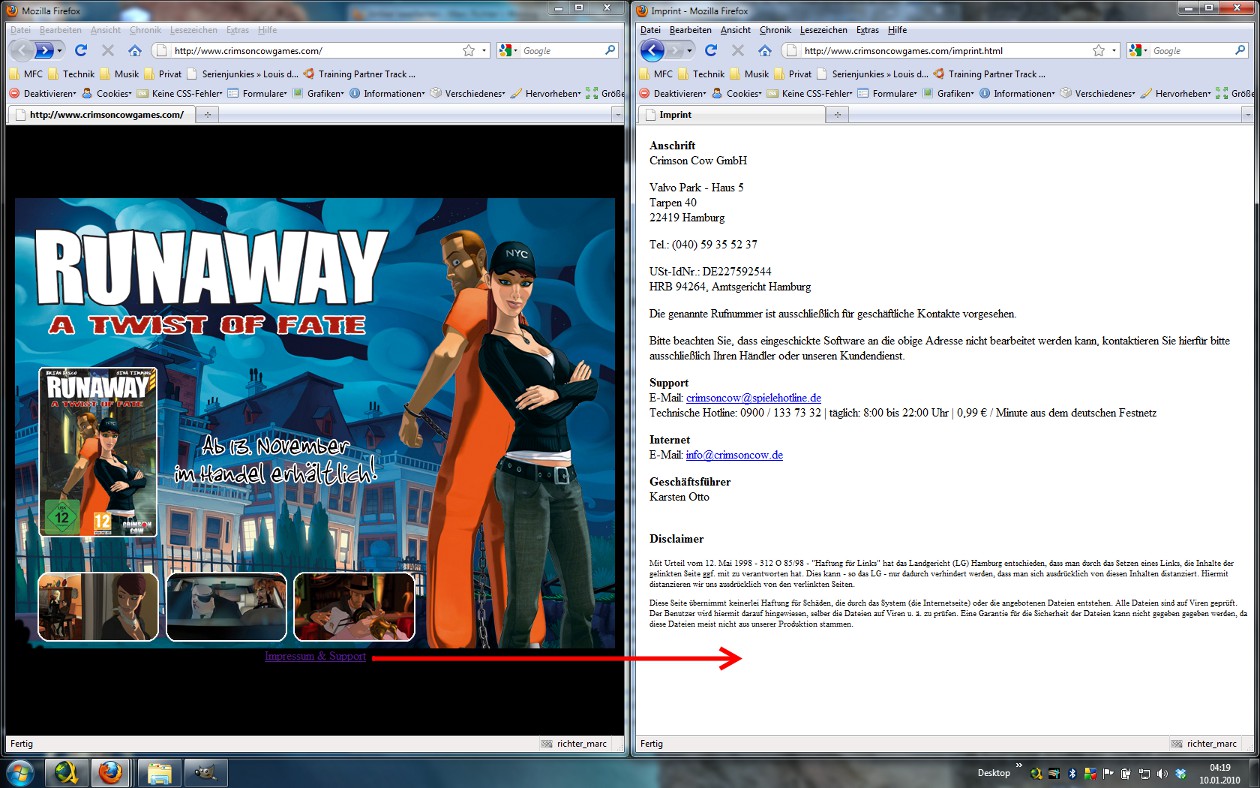 Mozilla Firefox
Datei Bearbeiten Ansicht Chronik Lesezeichen Extras Hilfe
http://www.crimsoncowgames.com/
Google
MFC Technik Musik Privat Serienjunkies » Louis d... Training Partner Track ...
Deaktivieren Cookies Keine CSS-Fehler Formulare Grafiken Informationen Verschiedenes Hervorheben Größe
http://www.crimsoncowgames.com/
RUNAWAY
A TWIST OF FATE
NYC
RUNAWAY
A TWIST OF FATE
12
12
CRIMSON
COW
Ab 13. November
im Handel erhältlich!
Impressum & Support
Fertig
richter_marc
Imprint - Mozilla Firefox
Datei Bearbeiten Ansicht Chronik Lesezeichen Extras Hilfe
http://www.crimsoncowgames.com/imprint.html
Google
MFC Technik Musik Privat Serienjunkies » Louis d... Training Partner Track ...
Deaktivieren Cookies Keine CSS-Fehler Formulare Grafiken Informationen Verschiedenes Hervorheben Größe
Imprint
Anschrift
Crimson Cow GmbH
Valvo Park - Haus 5
Tarpen 40
22419 Hamburg
Tel.: (040) 59 35 52 37
USt-IdNr.: DE227592544
HRB 94264, Amtsgericht Hamburg
Die genannte Rufnummer ist ausschließlich für geschäftliche Kontakte vorgesehen.
Bitte beachten Sie, dass eingeschickte Software an die obige Adresse nicht bearbeitet werden kann, kontaktieren Sie hierfür bitte
ausschließlich Ihren Händler oder unseren Kundendienst.
Support
E-Mail: crimsoncow@spielehotline.de
Technische Hotline: 0900 / 133 73 32 | täglich: 8:00 bis 22:00 Uhr | 0,99 € / Minute aus dem deutschen Festnetz
Internet
E-Mail: info@crimsoncow.de
Geschäftsführer
Karsten Otto
Disclaimer
Mit Urteil vom 12. Mai 1998 - 312 O 85/98 - "Haftung für Links" hat das Landgericht (LG) Hamburg entschieden, dass man durch das Setzen eines Links, die Inhalte der
gelinkten Seite ggf. mit zu verantworten hat. Dies kann - so das LG - nur dadurch verhindert werden, dass man sich ausdrücklich von diesen Inhalten distanziert. Hiermit
distanzieren wir uns ausdrücklich von den verlinkten Seiten.
Diese Seite übernimmt keinerlei Haftung für Schäden, die durch das System (die Internetseite) oder die angebotenen Dateien entstehen. Alle Dateien sind auf Viren geprüft.
Der Benutzer wird hiermit darauf hingewiesen, selber die Dateien auf Viren u. ä. zu prüfen. Eine Garantie für die Sicherheit der Dateien kann nicht gegeben gegeben werden, da
diese Dateien meist nicht aus unserer Produktion stammen.
Fertig
richter_marc
Desktop
04:19
10.01.2010